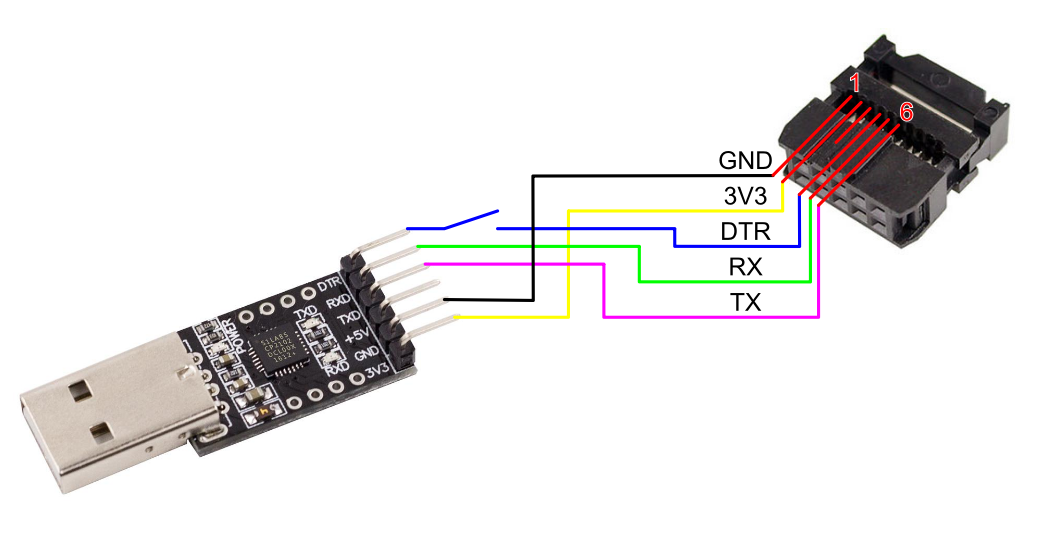 1
6
GND
3V3
DTR
RX
TX
DTR
RXD
TXD
+5V
GND
3V3
POWER
TXD
RXD
SILABS
CP2102
DCL00X
1612+